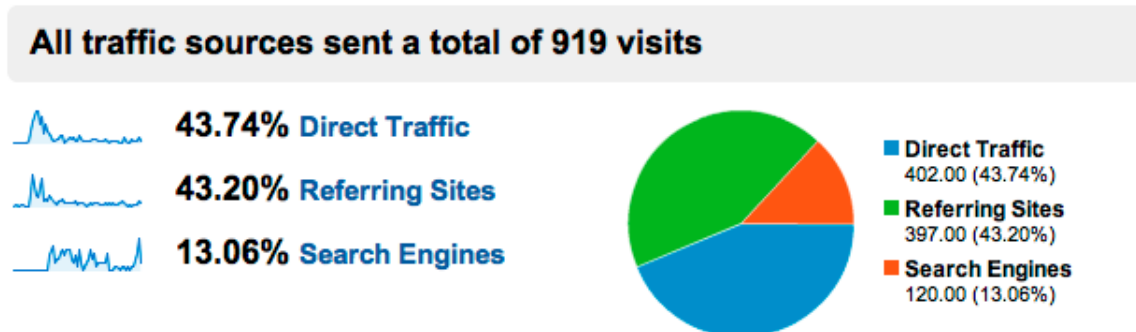 All traffic sources sent a total of 919 visits
43.74% Direct Traffic
43.20% Referring Sites
13.06% Search Engines
Direct Traffic
402.00 (43.74%)
Referring Sites
397.00 (43.20%)
Search Engines
120.00 (13.06%)